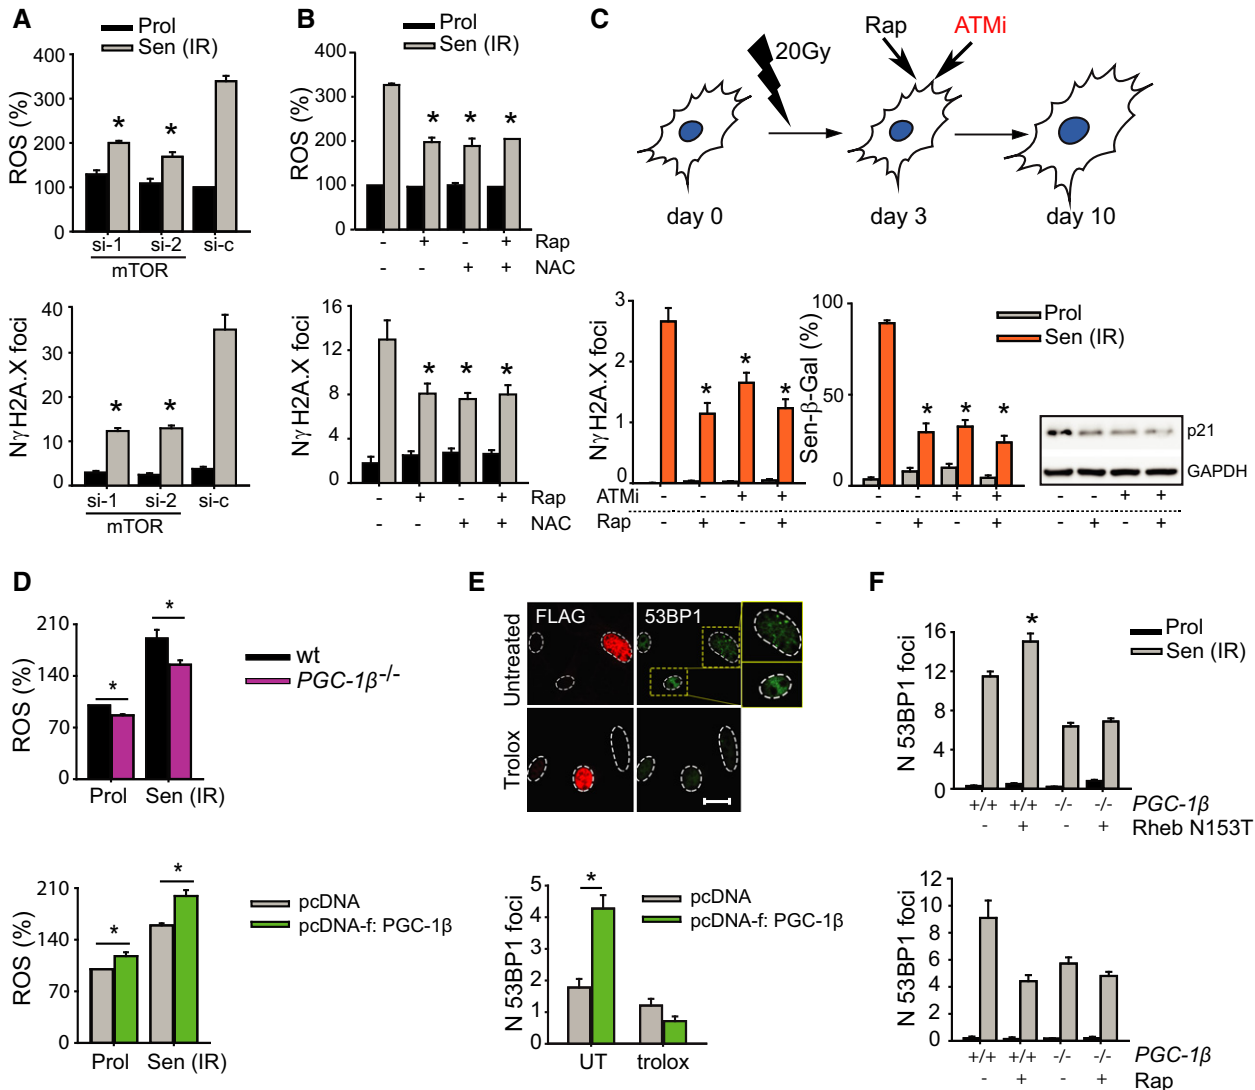 A
Prol
Sen (IR)
ROS (%)
400
300
200
100
0
*
*
si-1
si-2
si-c
mTOR
NγH2A.X foci
40
30
20
10
0
*
*
si-1
si-2
si-c
mTOR
B
Prol
Sen (IR)
ROS (%)
400
300
200
100
0
*
*
*
- + - + Rap
- - + + NAC
NγH2A.X foci
16
12
8
4
0
*
*
*
- + - + Rap
- - + + NAC
C
20Gy
Rap
ATMi
day 0
day 3
day 10
NγH2A.X foci
3
2
1
0
*
*
*
ATMi - - + +
Rap - + - +
Sen-β-Gal (%)
100
50
0
*
*
*
Prol
Sen (IR)
- - + +
- + - +
p21
GAPDH
- - + +
- + - +
D
ROS (%)
210
140
70
0
*
*
Prol
Sen (IR)
wt
PGC-1β-/-
ROS (%)
210
140
70
0
*
*
Prol
Sen (IR)
pcDNA
pcDNA-f: PGC-1β
E
FLAG
53BP1
Untreated
Trolox
N 53BP1 foci
5
4
3
2
1
0
*
UT
trolox
pcDNA
pcDNA-f: PGC-1β
F
Prol
Sen (IR)
N 53BP1 foci
16
12
8
4
0
*
+/+ +/+ -/- -/- PGC-1β
- + - + Rheb N153T
N 53BP1 foci
12
10
8
6
4
2
0
+/+ +/+ -/- -/- PGC-1β
- + - + Rap